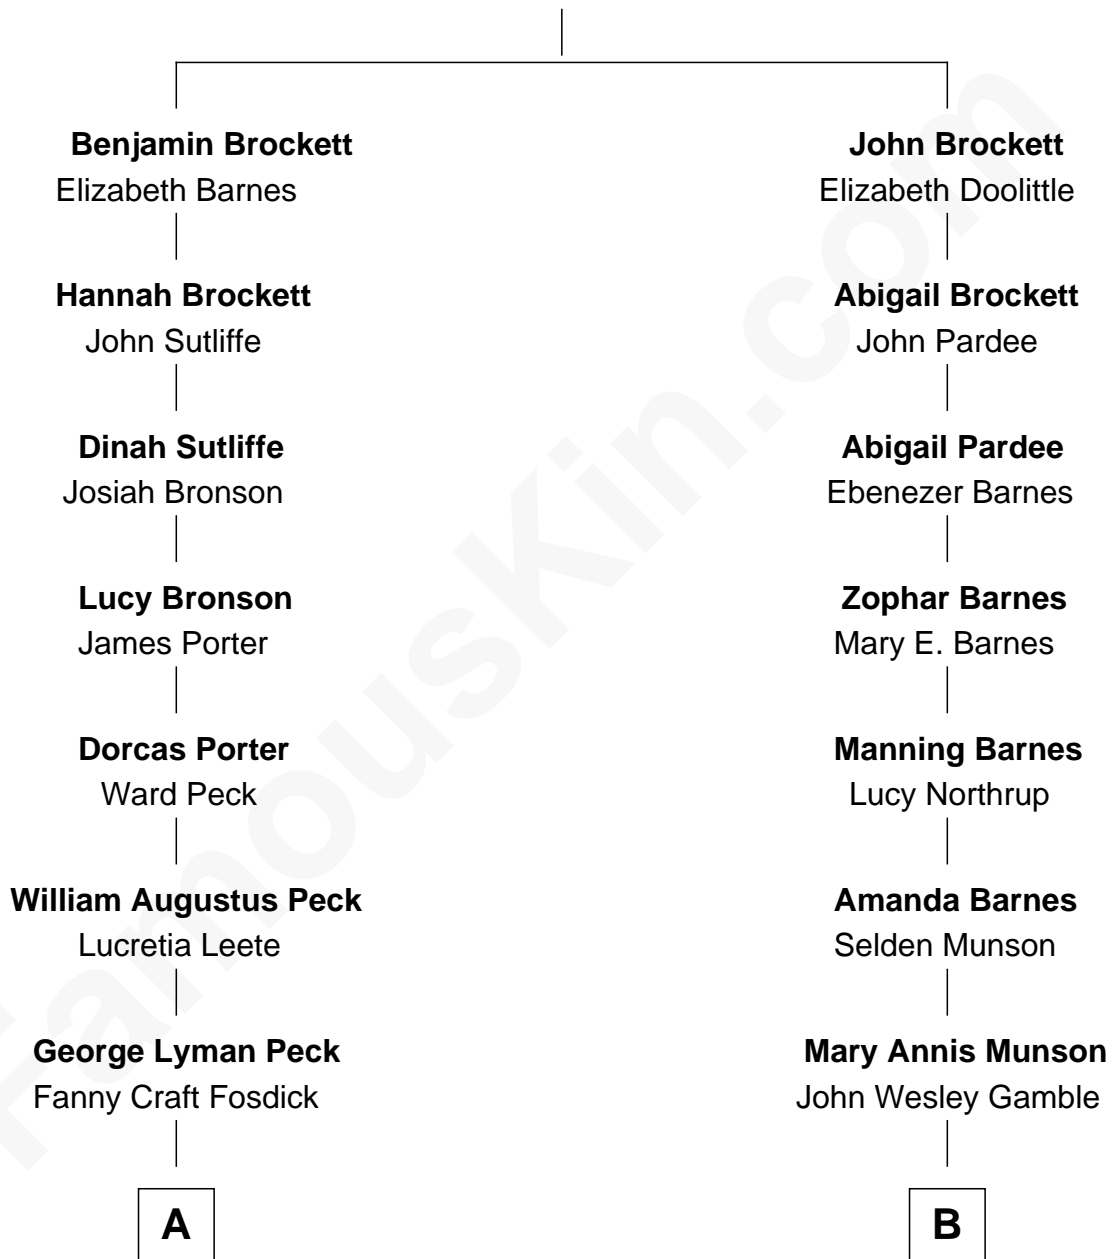 Benjamin Brockett
Elizabeth Barnes
Hannah Brockett
John Sutliffe
Dinah Sutliffe
Josiah Bronson
Lucy Bronson
James Porter
Dorcas Porter
Ward Peck
William Augustus Peck
Lucretia Leete
George Lyman Peck
Fanny Craft Fosdick
A
John Brockett
Elizabeth Doolittle
Abigail Brockett
John Pardee
Abigail Pardee
Ebenezer Barnes
Zophar Barnes
Mary E. Barnes
Manning Barnes
Lucy Northrup
Amanda Barnes
Selden Munson
Mary Annis Munson
John Wesley Gamble
B
FamousKin.com